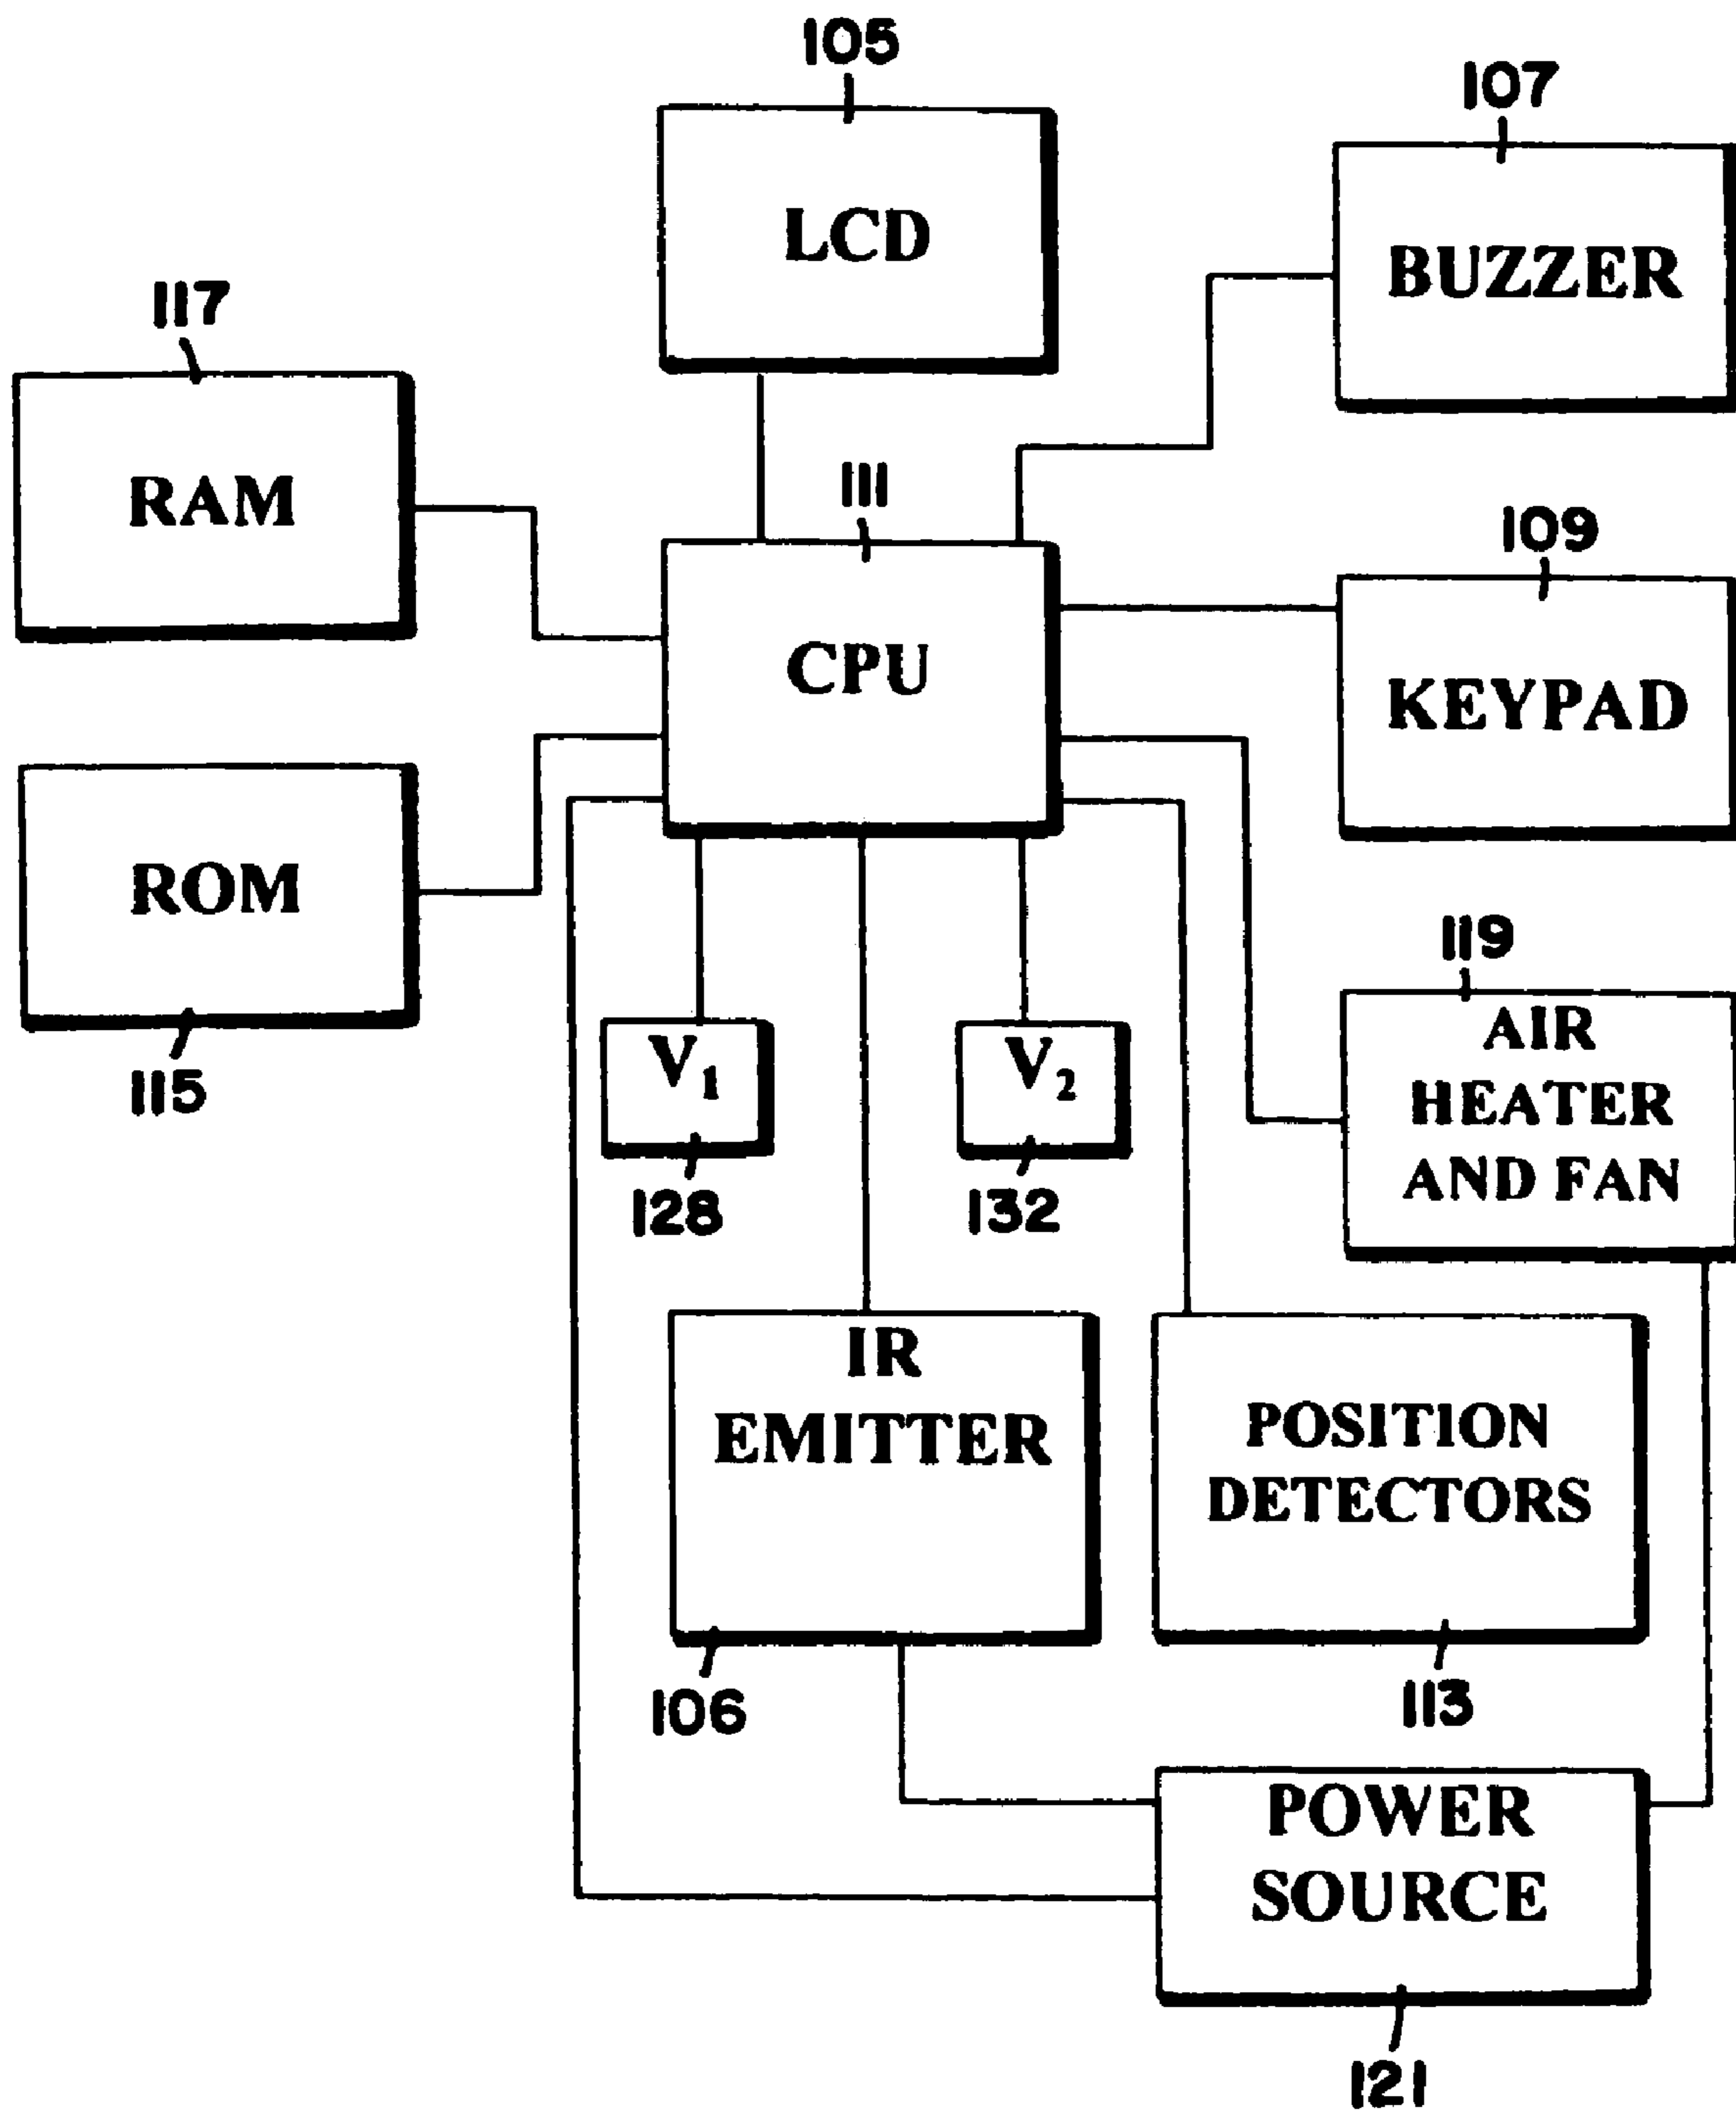 105
LCD
107
BUZZER
117
RAM
111
CPU
109
KEYPAD
ROM
115
119
AIR
HEATER
AND FAN
V1
128
V2
132
IR
EMITTER
106
POSITION
DETECTORS
113
POWER
SOURCE
121